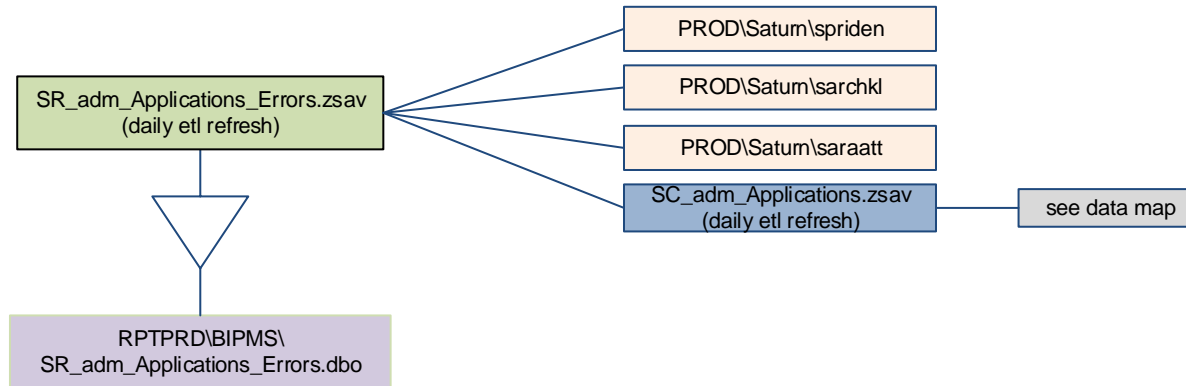 PROD\Saturn\spriden
SR_adm_Applications_Errors.zsav
(daily etl refresh)
PROD\Saturn\sarchkl
PROD\Saturn\saraatt
SC_adm_Applications.zsav
(daily etl refresh)
see data map
RPTPRD\BIPMS\
SR_adm_Applications_Errors.dbo